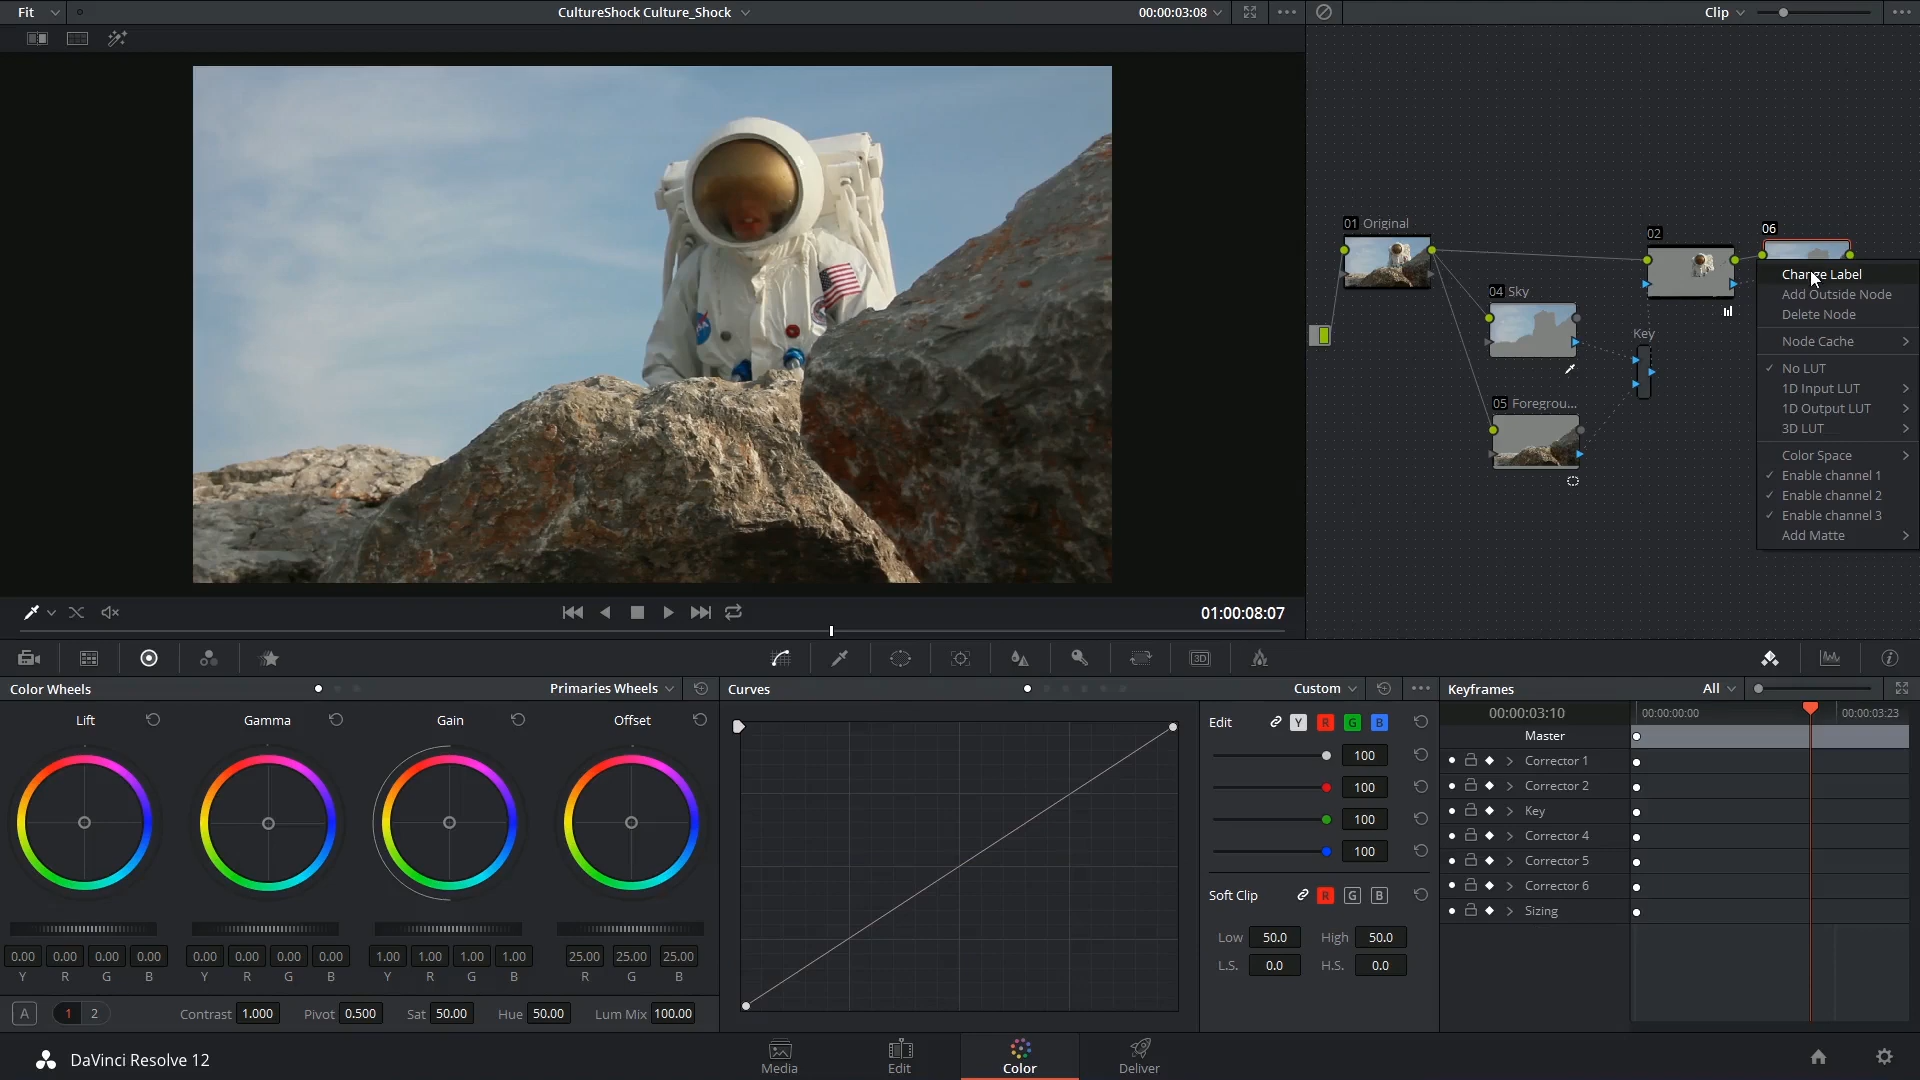 Fit
CultureShock Culture_Shock
00:00:03:08
Clip
01 Original
02
06
04 Sky
Key
05 Foregrou...
Change Label
Add Outside Node
Delete Node
Node Cache
No LUT
1D Input LUT
1D Output LUT
3D LUT
Color Space
Enable channel 1
Enable channel 2
Enable channel 3
Add Matte
01:00:08:07
3D
Color Wheels
Primaries Wheels
Lift
Gamma
Gain
Offset
0.00 0.00 0.00 0.00
Y R G B
0.00 0.00 0.00 0.00
Y R G B
1.00 1.00 1.00 1.00
Y R G B
25.00 25.00 25.00
R G B
A
1 2
Contrast 1.000
Pivot 0.500
Sat 50.00
Hue 50.00
Lum Mix 100.00
Curves
Custom
Edit
Y R G B
100
100
100
100
Soft Clip
R G B
Low 50.0 High 50.0
L.S. 0.0 H.S. 0.0
Keyframes
All
00:00:03:10
00:00:00:00
00:00:03:23
Master
Corrector 1
Corrector 2
Key
Corrector 4
Corrector 5
Corrector 6
Sizing
DaVinci Resolve 12
Media
Edit
Color
Deliver